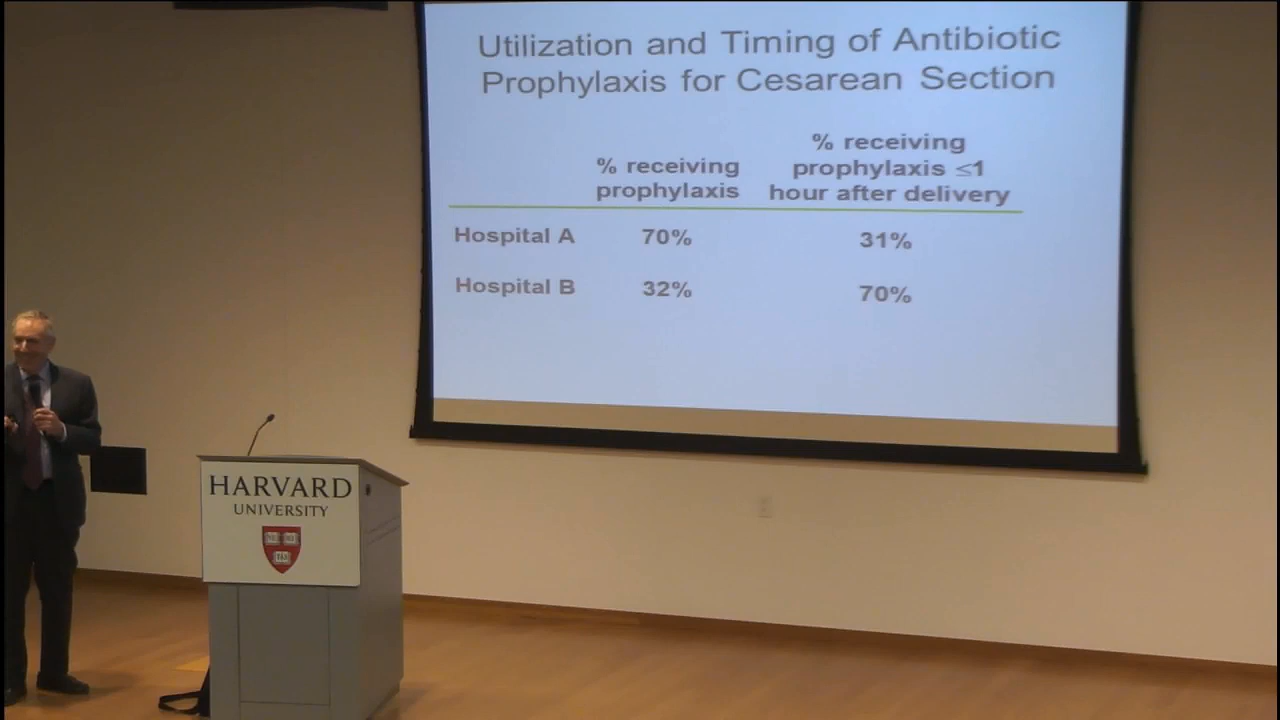 Utilization and Timing of Antibiotic
Prophylaxis for Cesarean Section
% receiving
prophylaxis
% receiving
prophylaxis ≤1
hour after delivery
Hospital A 70% 31%
Hospital B 32% 70%
HARVARD
UNIVERSITY